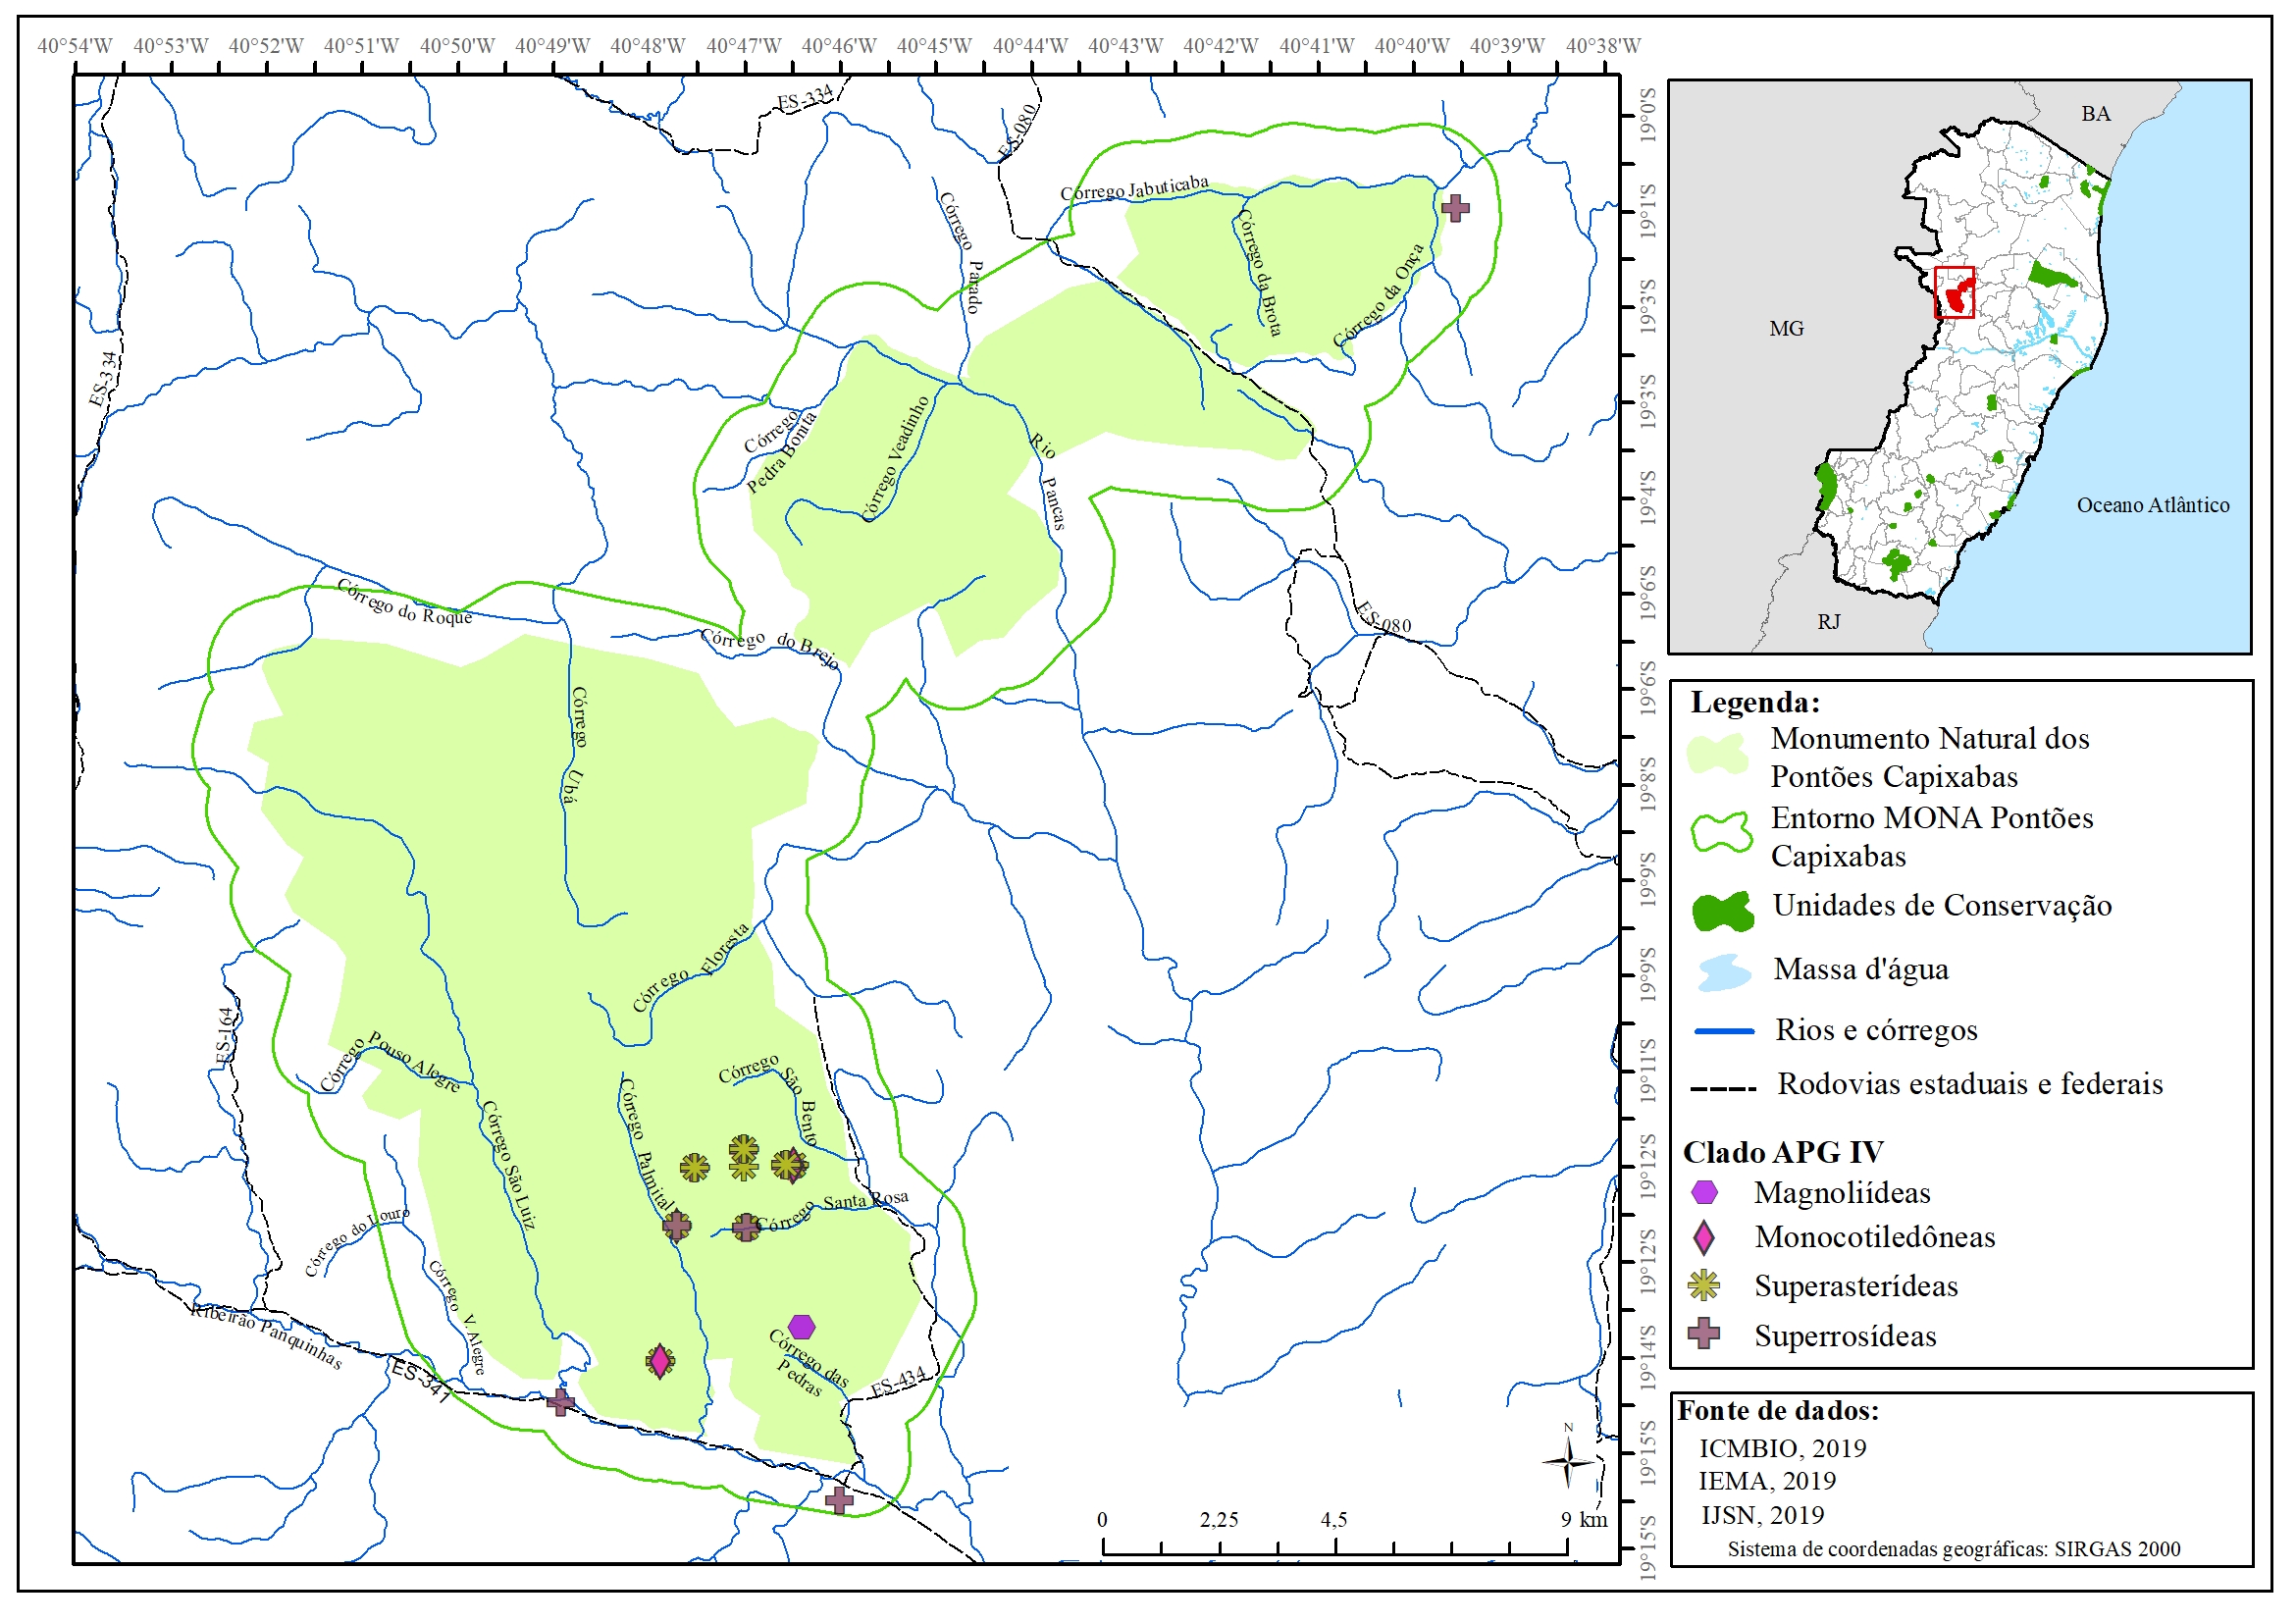 40°54'W 40°53'W 40°52'W 40°51'W 40°50'W 40°49'W 40°48'W 40°47'W 40°46'W 40°45'W 40°44'W 40°43'W 40°42'W 40°41'W 40°40'W 40°39'W 40°38'W
19°0'S
19°1'S
19°3'S
19°3'S
19°4'S
19°6'S
19°6'S
19°8'S
19°9'S
19°9'S
19°11'S
19°12'S
19°12'S
19°14'S
19°15'S
19°15'S
ES-334
ES-080
Córrego Jabuticaba
Córrego Parado
Córrego da Brota
Córrego da Onça
ES-334
Córrego
Pedra Bonita
Córrego Veadinho
Rio Pancas
Córrego do Roque
Córrego do Brejo
ES-080
Córrego Ubá
Córrego Floresta
ES-164
Córrego Pouso Alegre
Córrego São Bento
Córrego Palmital
Córrego São Luiz
Córrego Santa Rosa
Córrego do Louro
Córrego V. Alegre
Ribeirão Panquinhas
ES-341
Córrego das
Pedras
ES-434
N
0 2,25 4,5 9 km
BA
MG
Oceano Atlântico
RJ
Legenda:
Monumento Natural dos
Pontões Capixabas
Entorno MONA Pontões
Capixabas
Unidades de Conservação
Massa d'água
Rios e córregos
Rodovias estaduais e federais
Clado APG IV
Magnoliídeas
Monocotiledôneas
Superasterídeas
Superrosídeas
Fonte de dados:
ICMBIO, 2019
IEMA, 2019
IJSN, 2019
Sistema de coordenadas geográficas: SIRGAS 2000